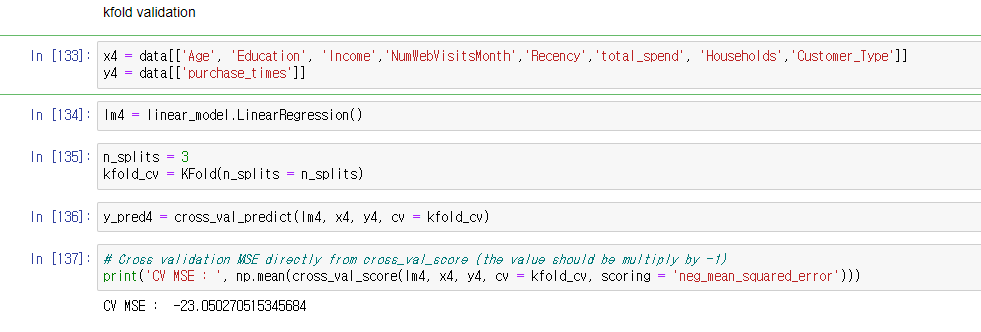 kfold validation
In [133]: x4 = data[['Age', 'Education', 'Income','NumWebVisitsMonth','Recency','total_spend', 'Households','Customer_Type']]
y4 = data[['purchase_times']]
In [134]: lm4 = linear_model.LinearRegression()
In [135]: n_splits = 3
kfold_cv = KFold(n_splits = n_splits)
In [136]: y_pred4 = cross_val_predict(lm4, x4, y4, cv = kfold_cv)
In [137]: # Cross validation MSE directly from cross_val_score (the value should be multiply by -1)
print('CV MSE : ', np.mean(cross_val_score(lm4, x4, y4, cv = kfold_cv, scoring = 'neg_mean_squared_error')))
CV MSE :  -23.050270515345684